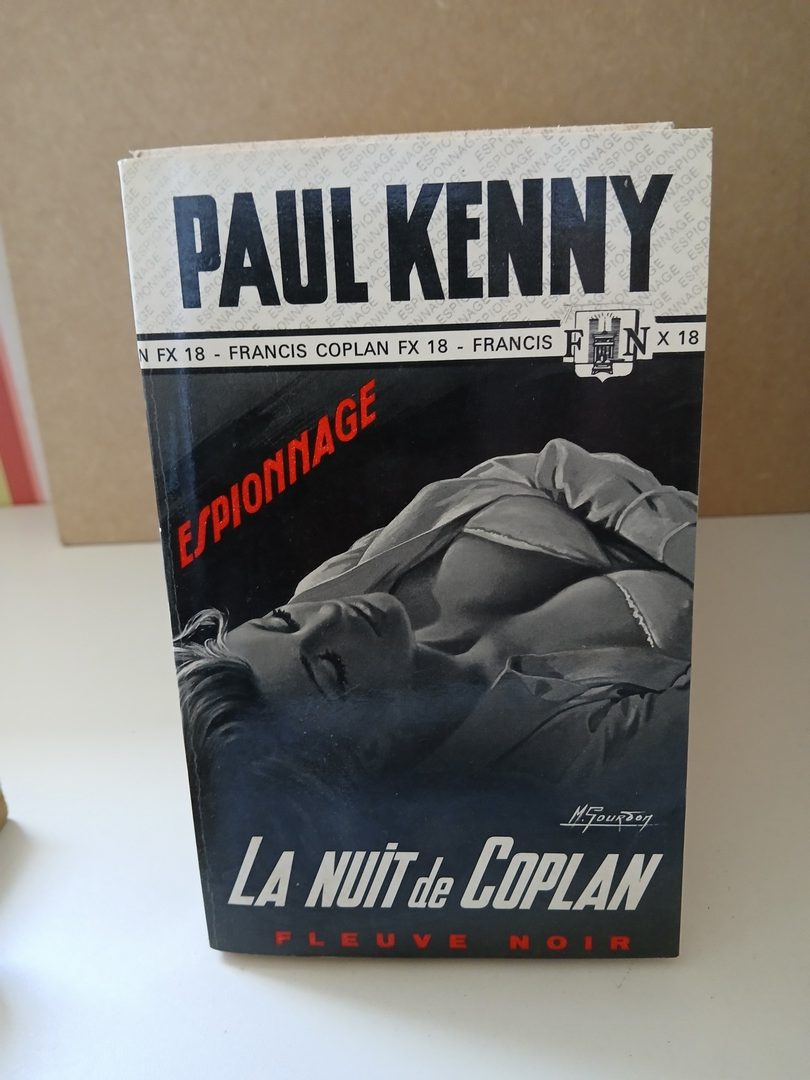 PAUL KENNY
N FX 18 - FRANCIS COPLAN FX 18 - FRANCIS FN X 18
ESPIONNAGE
M. Gourdon
LA NUIT de COPLAN
FLEUVE NOIR